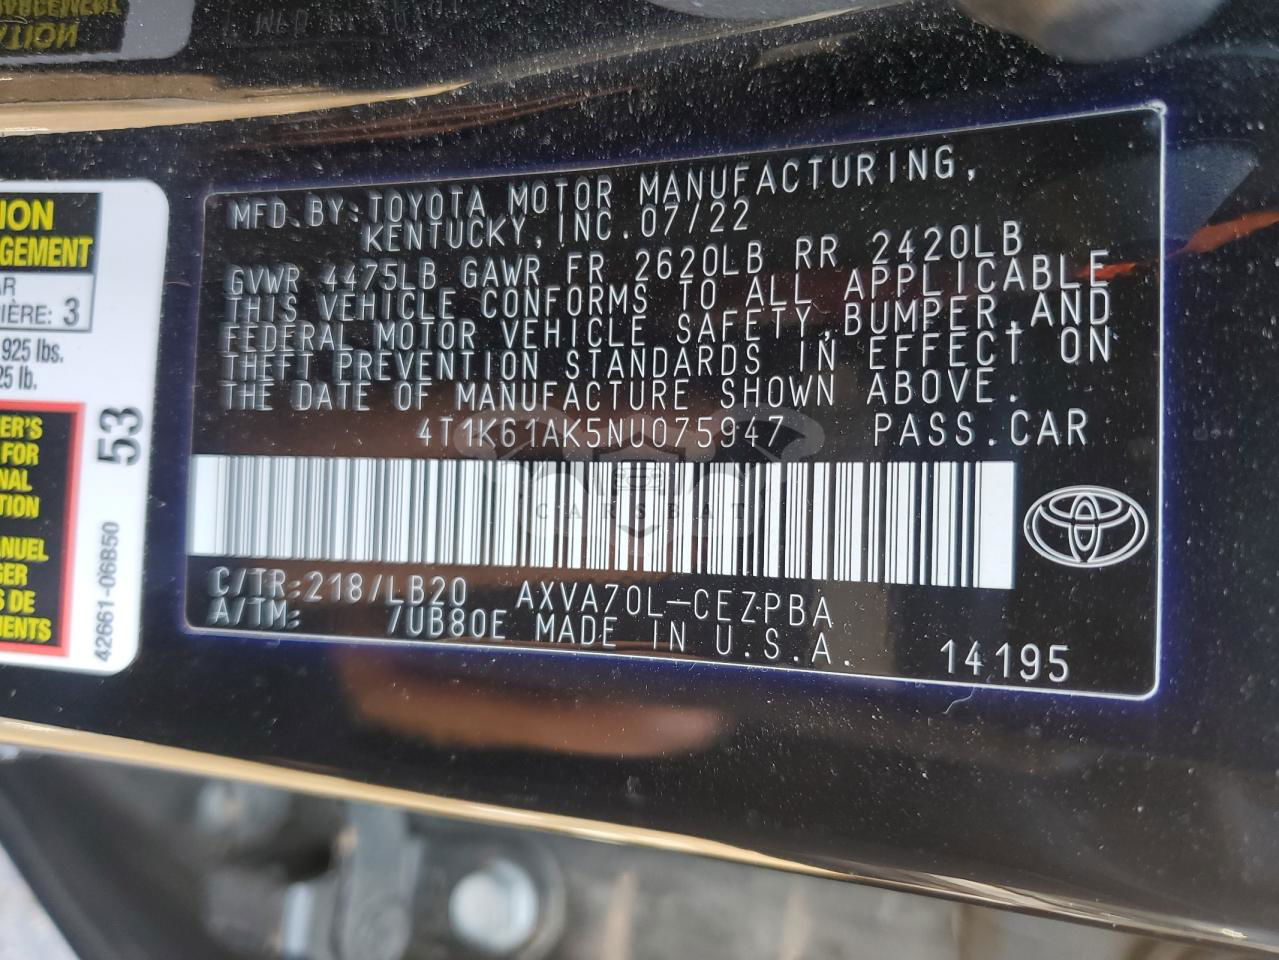 MFD.BY:TOYOTA MOTOR MANUFACTURING,
KENTUCKY,INC.07/22
GVWR 4475LB GAWR FR 2620LB RR 2420LB
THIS VEHICLE CONFORMS TO ALL APPLICABLE
FEDERAL MOTOR VEHICLE SAFETY,BUMPER,AND
THEFT PREVENTION STANDARDS IN EFFECT ON
THE DATE OF MANUFACTURE SHOWN ABOVE.
4T1K61AK5NU075947 PASS.CAR
CARSBAT
C/TR:218/LB20 AXVA70L-CEZPBA
A/TM: 7UB80E MADE IN U.S.A. 14195
3
925 lbs.
53
42661-06B50
FOR
DE